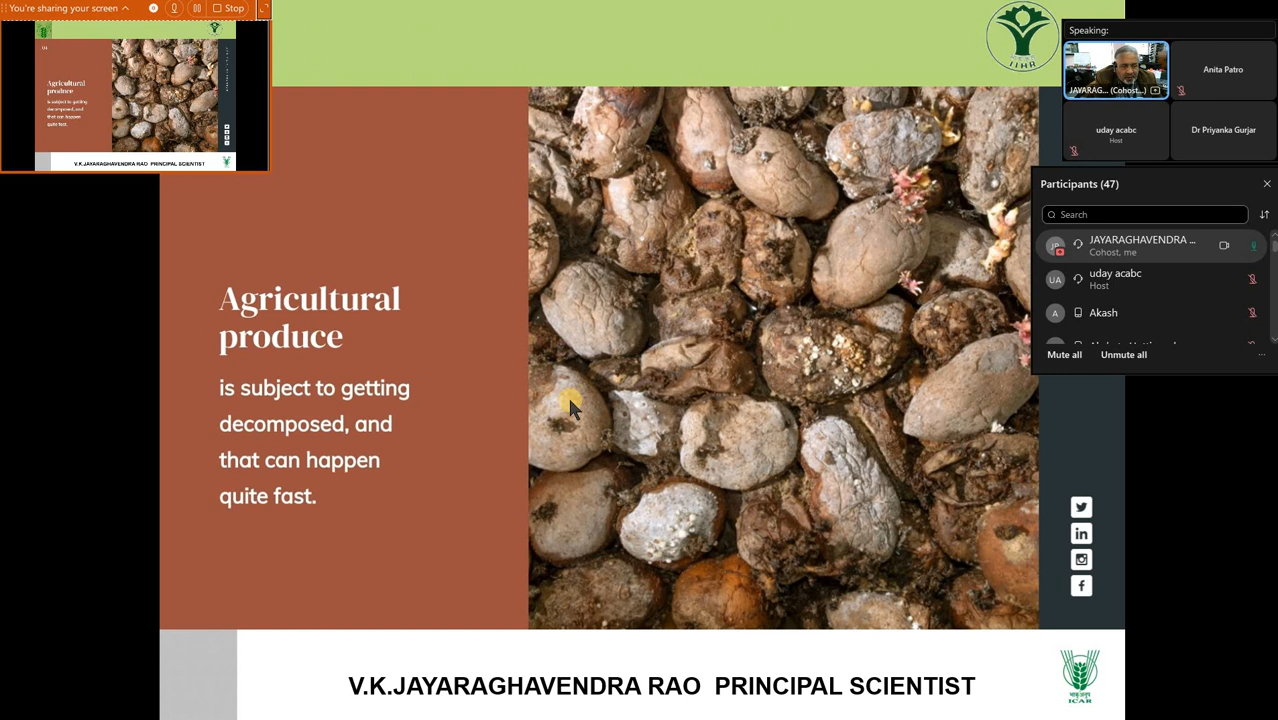 You're sharing your screen
Stop
Agricultural
produce
is subject to getting
decomposed, and
that can happen
quite fast.
V.K.JAYARAGHAVENDRA RAO PRINCIPAL SCIENTIST
Agricultural
produce
is subject to getting
decomposed, and
that can happen
quite fast.
V.K.JAYARAGHAVENDRA RAO  PRINCIPAL SCIENTIST
ICAR
Speaking:
JAYARAG... (Cohost...)
Anita Patro
uday acabc
Host
Dr Priyanka Gurjar
Participants (47)
Search
JP
JAYARAGHAVENDRA ...
Cohost, me
UA
uday acabc
Host
A
Akash
Mute all
Unmute all
...